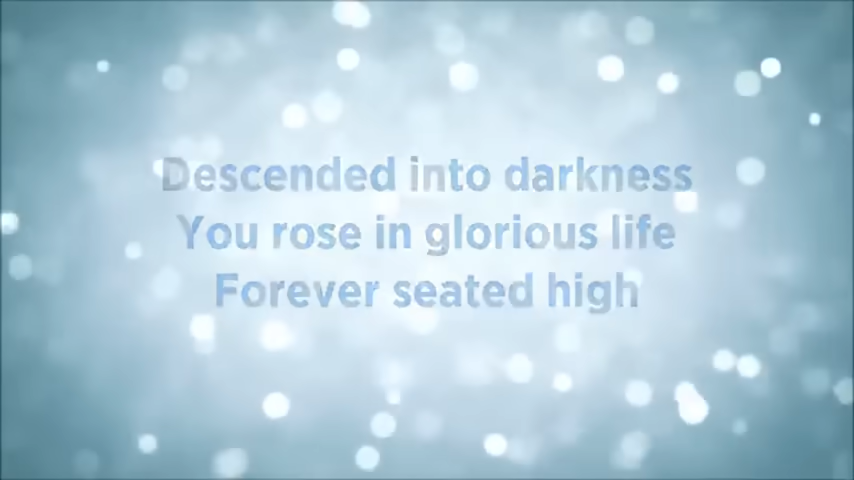 Descended into darkness
You rose in glorious life
Forever seated high